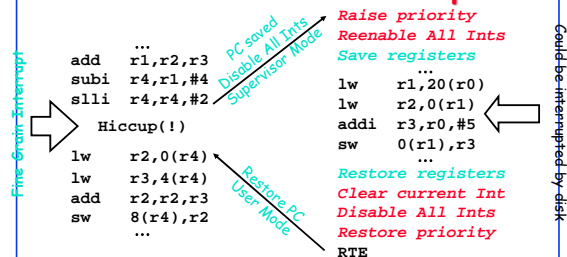 Fine Grain Interrupt
…
add r1,r2,r3
subi r4,r1,#4
slli r4,r4,#2
Hiccup(!)
lw r2,0(r4)
lw r3,4(r4)
add r2,r2,r3
sw 8(r4),r2
…
PC saved
Disable All Ints
Supervisor Mode
Restore PC
User Mode
Raise priority
Reenable All Ints
Save registers
…
lw r1,20(r0)
lw r2,0(r1)
addi r3,r0,#5
sw 0(r1),r3
…
Restore registers
Clear current Int
Disable All Ints
Restore priority
RTE
Could be interrupted by disk